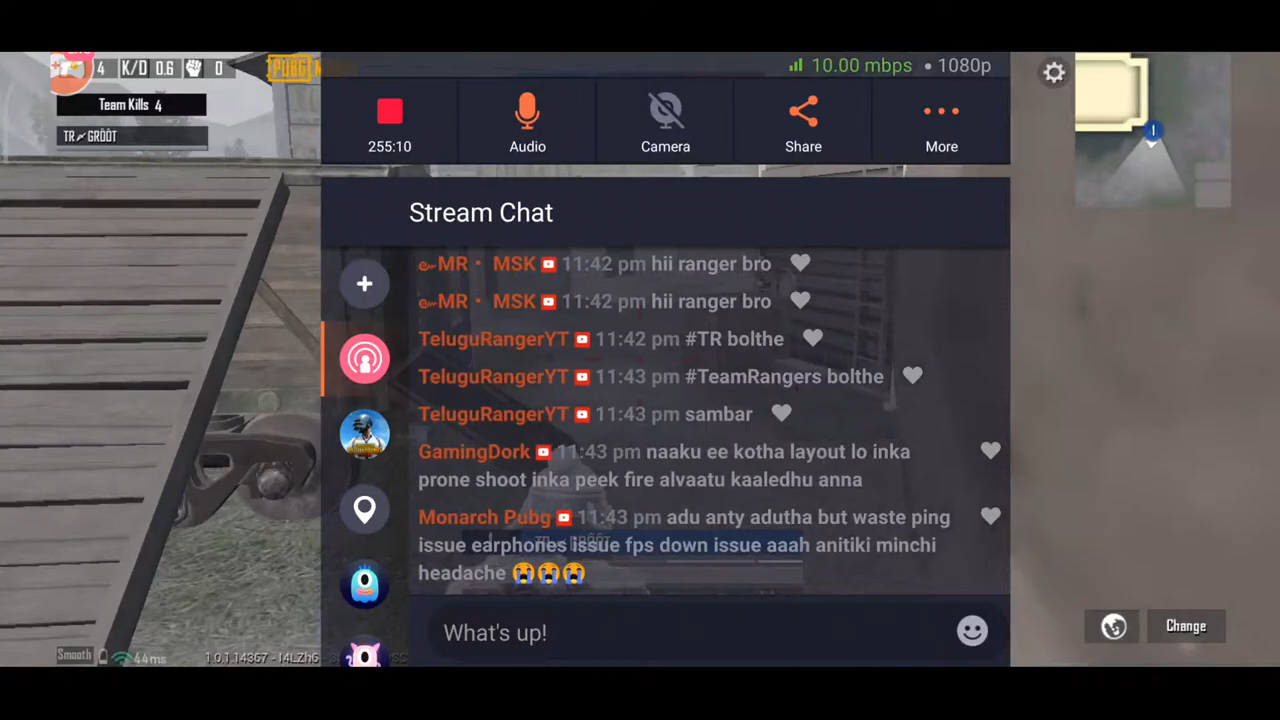 4 K/D 0.6 0
PUBG
10.00 mbps • 1080p
Team Kills 4
TR GRÖÖT
255:10
Audio
Camera
Share
More
Stream Chat
MR • MSK 11:42 pm hii ranger bro
MR • MSK 11:42 pm hii ranger bro
TeluguRangerYT 11:42 pm #TR bolthe
TeluguRangerYT 11:43 pm #TeamRangers bolthe
TeluguRangerYT 11:43 pm sambar
GamingDork 11:43 pm naaku ee kotha layout lo inka
prone shoot inka peek fire alvaatu kaaledhu anna
Monarch Pubg 11:43 pm adu anty adutha but waste ping
issue earphones issue fps down issue aaah anitiki minchi
headache 😭😭😭
What's up!
Change
Smooth 44ms